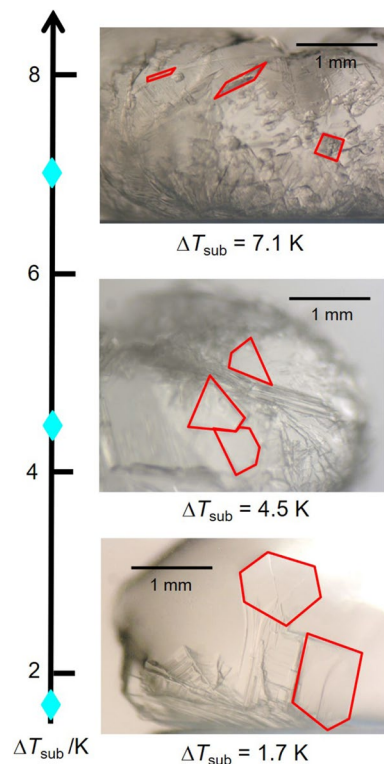 8
1 mm
ΔTsub = 7.1 K
6
1 mm
ΔTsub = 4.5 K
4
1 mm
2
ΔTsub /K
ΔTsub = 1.7 K